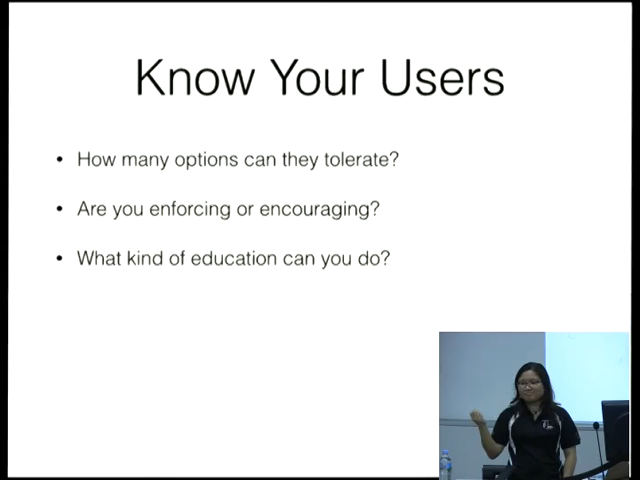 Know Your Users
• How many options can they tolerate?
• Are you enforcing or encouraging?
• What kind of education can you do?